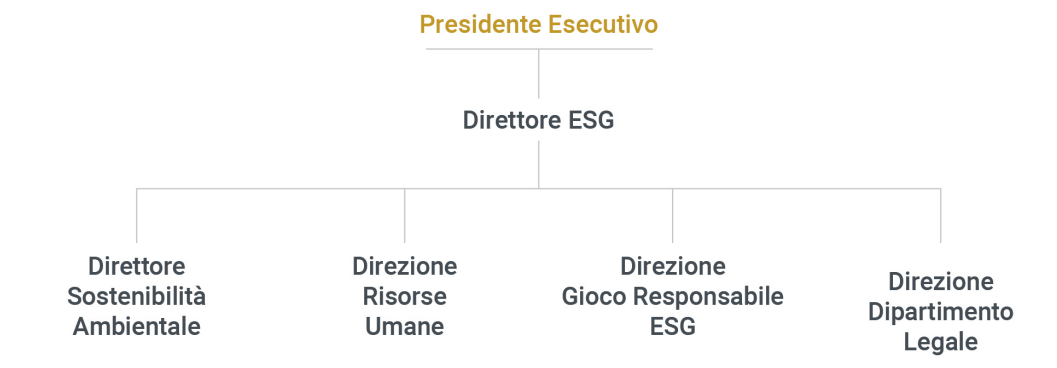 Presidente Esecutivo
Direttore ESG
Direttore
Sostenibilità
Ambientale
Direzione
Risorse
Umane
Direzione
Gioco Responsabile
ESG
Direzione
Dipartimento
Legale